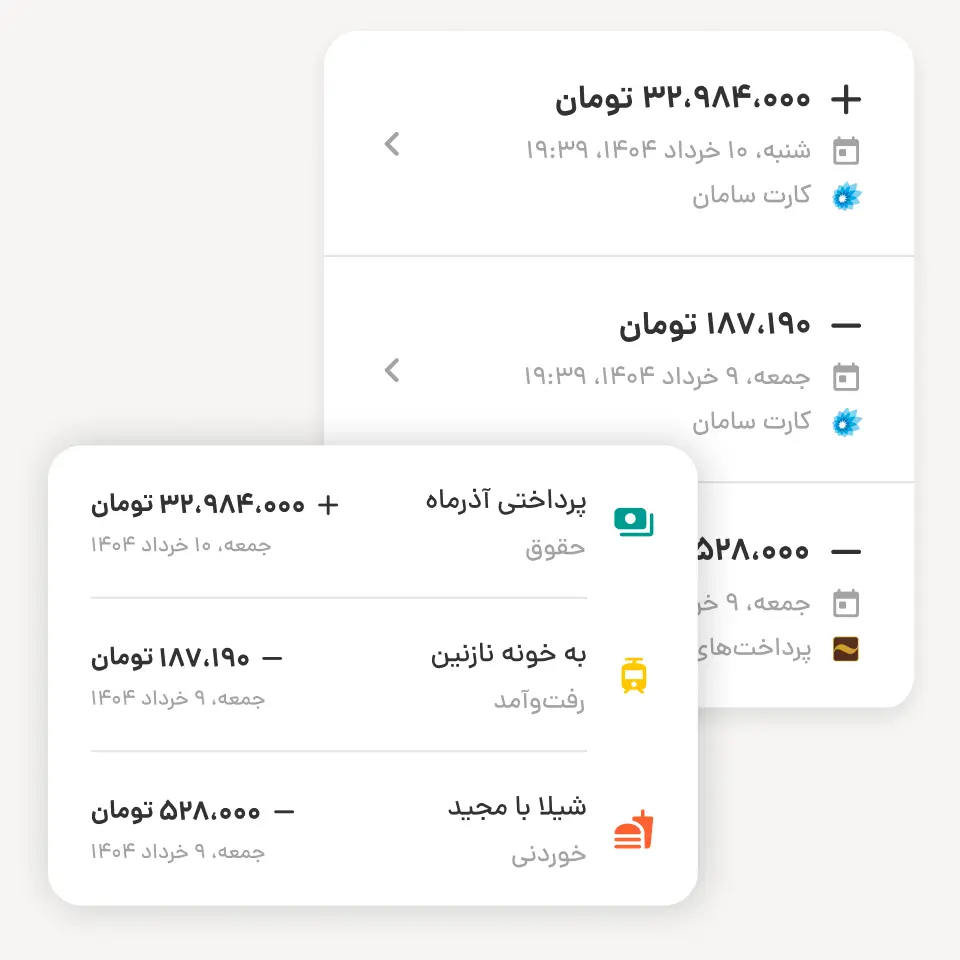 + ۳۲،۹۸۴،۰۰۰ تومان
شنبه، ۱۰ خرداد ۱۴۰۴، ۱۹:۳۹
کارت سامان
− ۱۸۷،۱۹۰ تومان
جمعه، ۹ خرداد ۱۴۰۴، ۱۹:۳۹
کارت سامان
− ۵۲۸،۰۰۰
جمعه، ۹
پرداخت‌های
پرداختی آذرماه
+ ۳۲،۹۸۴،۰۰۰ تومان
حقوق
جمعه، ۱۰ خرداد ۱۴۰۴
به خونه نازنین
− ۱۸۷،۱۹۰ تومان
رفت‌وآمد
جمعه، ۹ خرداد ۱۴۰۴
شیلا با مجید
− ۵۲۸،۰۰۰ تومان
خوردنی
جمعه، ۹ خرداد ۱۴۰۴